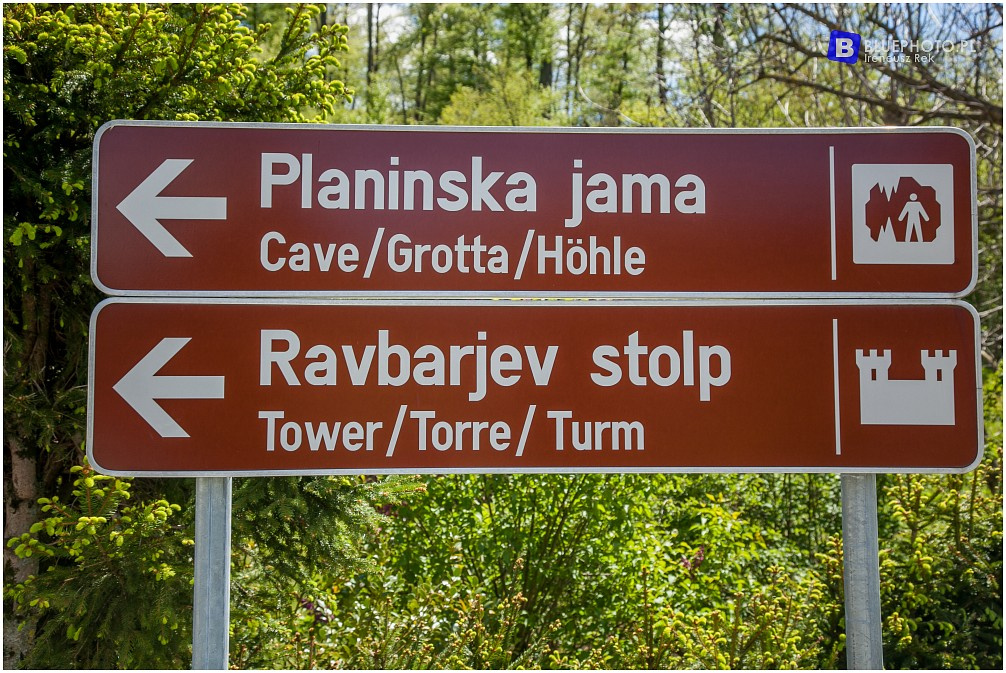 B BLUEPHOTO.PL
Ireneusz Rek
Planinska jama
Cave/Grotta/Höhle
Ravbarjev stolp
Tower/Torre/Turm